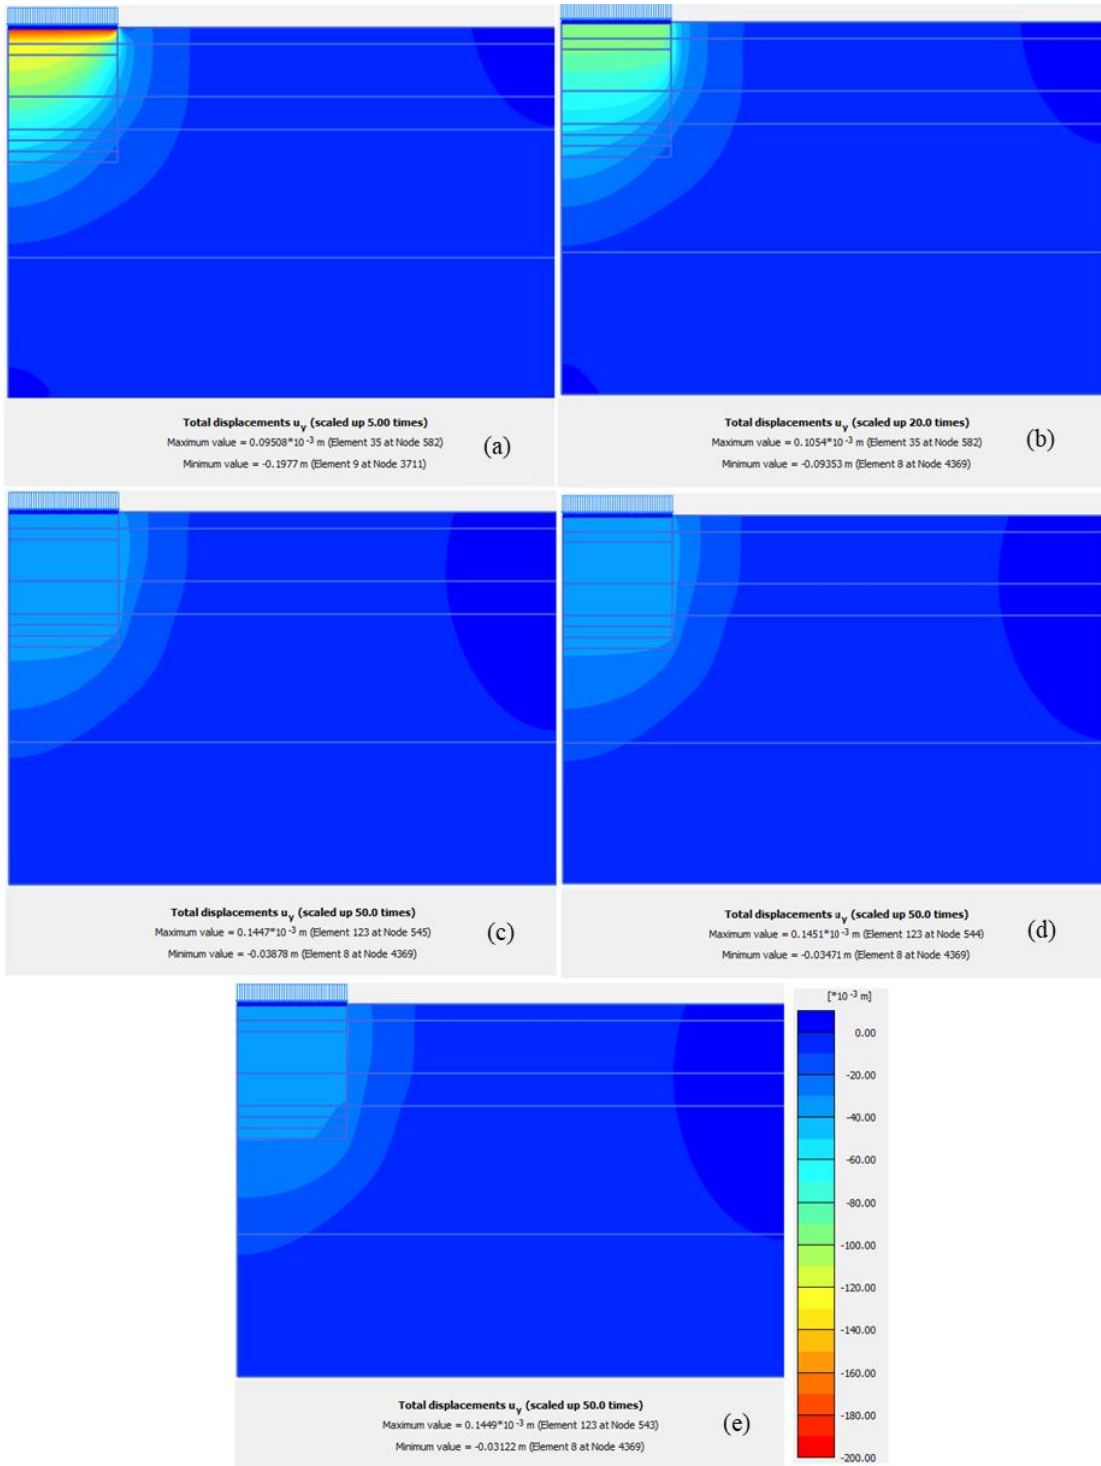 Total displacements uy (scaled up 5.00 times)
Maximum value = 0.09508*10 -3 m (Element 35 at Node 582)
Minimum value = -0.1977 m (Element 9 at Node 3711)
(a)
Total displacements uy (scaled up 20.0 times)
Maximum value = 0.1054*10 -3 m (Element 35 at Node 582)
Minimum value = -0.09353 m (Element 8 at Node 4369)
(b)
Total displacements uy (scaled up 50.0 times)
Maximum value = 0.1447*10 -3 m (Element 123 at Node 545)
Minimum value = -0.03878 m (Element 8 at Node 4369)
(c)
Total displacements uy (scaled up 50.0 times)
Maximum value = 0.1451*10 -3 m (Element 123 at Node 544)
Minimum value = -0.03471 m (Element 8 at Node 4369)
(d)
Total displacements uy (scaled up 50.0 times)
Maximum value = 0.1449*10 -3 m (Element 123 at Node 543)
Minimum value = -0.03122 m (Element 8 at Node 4369)
(e)
[*10 -3 m]
0.00
-20.00
-40.00
-60.00
-80.00
-100.00
-120.00
-140.00
-160.00
-180.00
-200.00